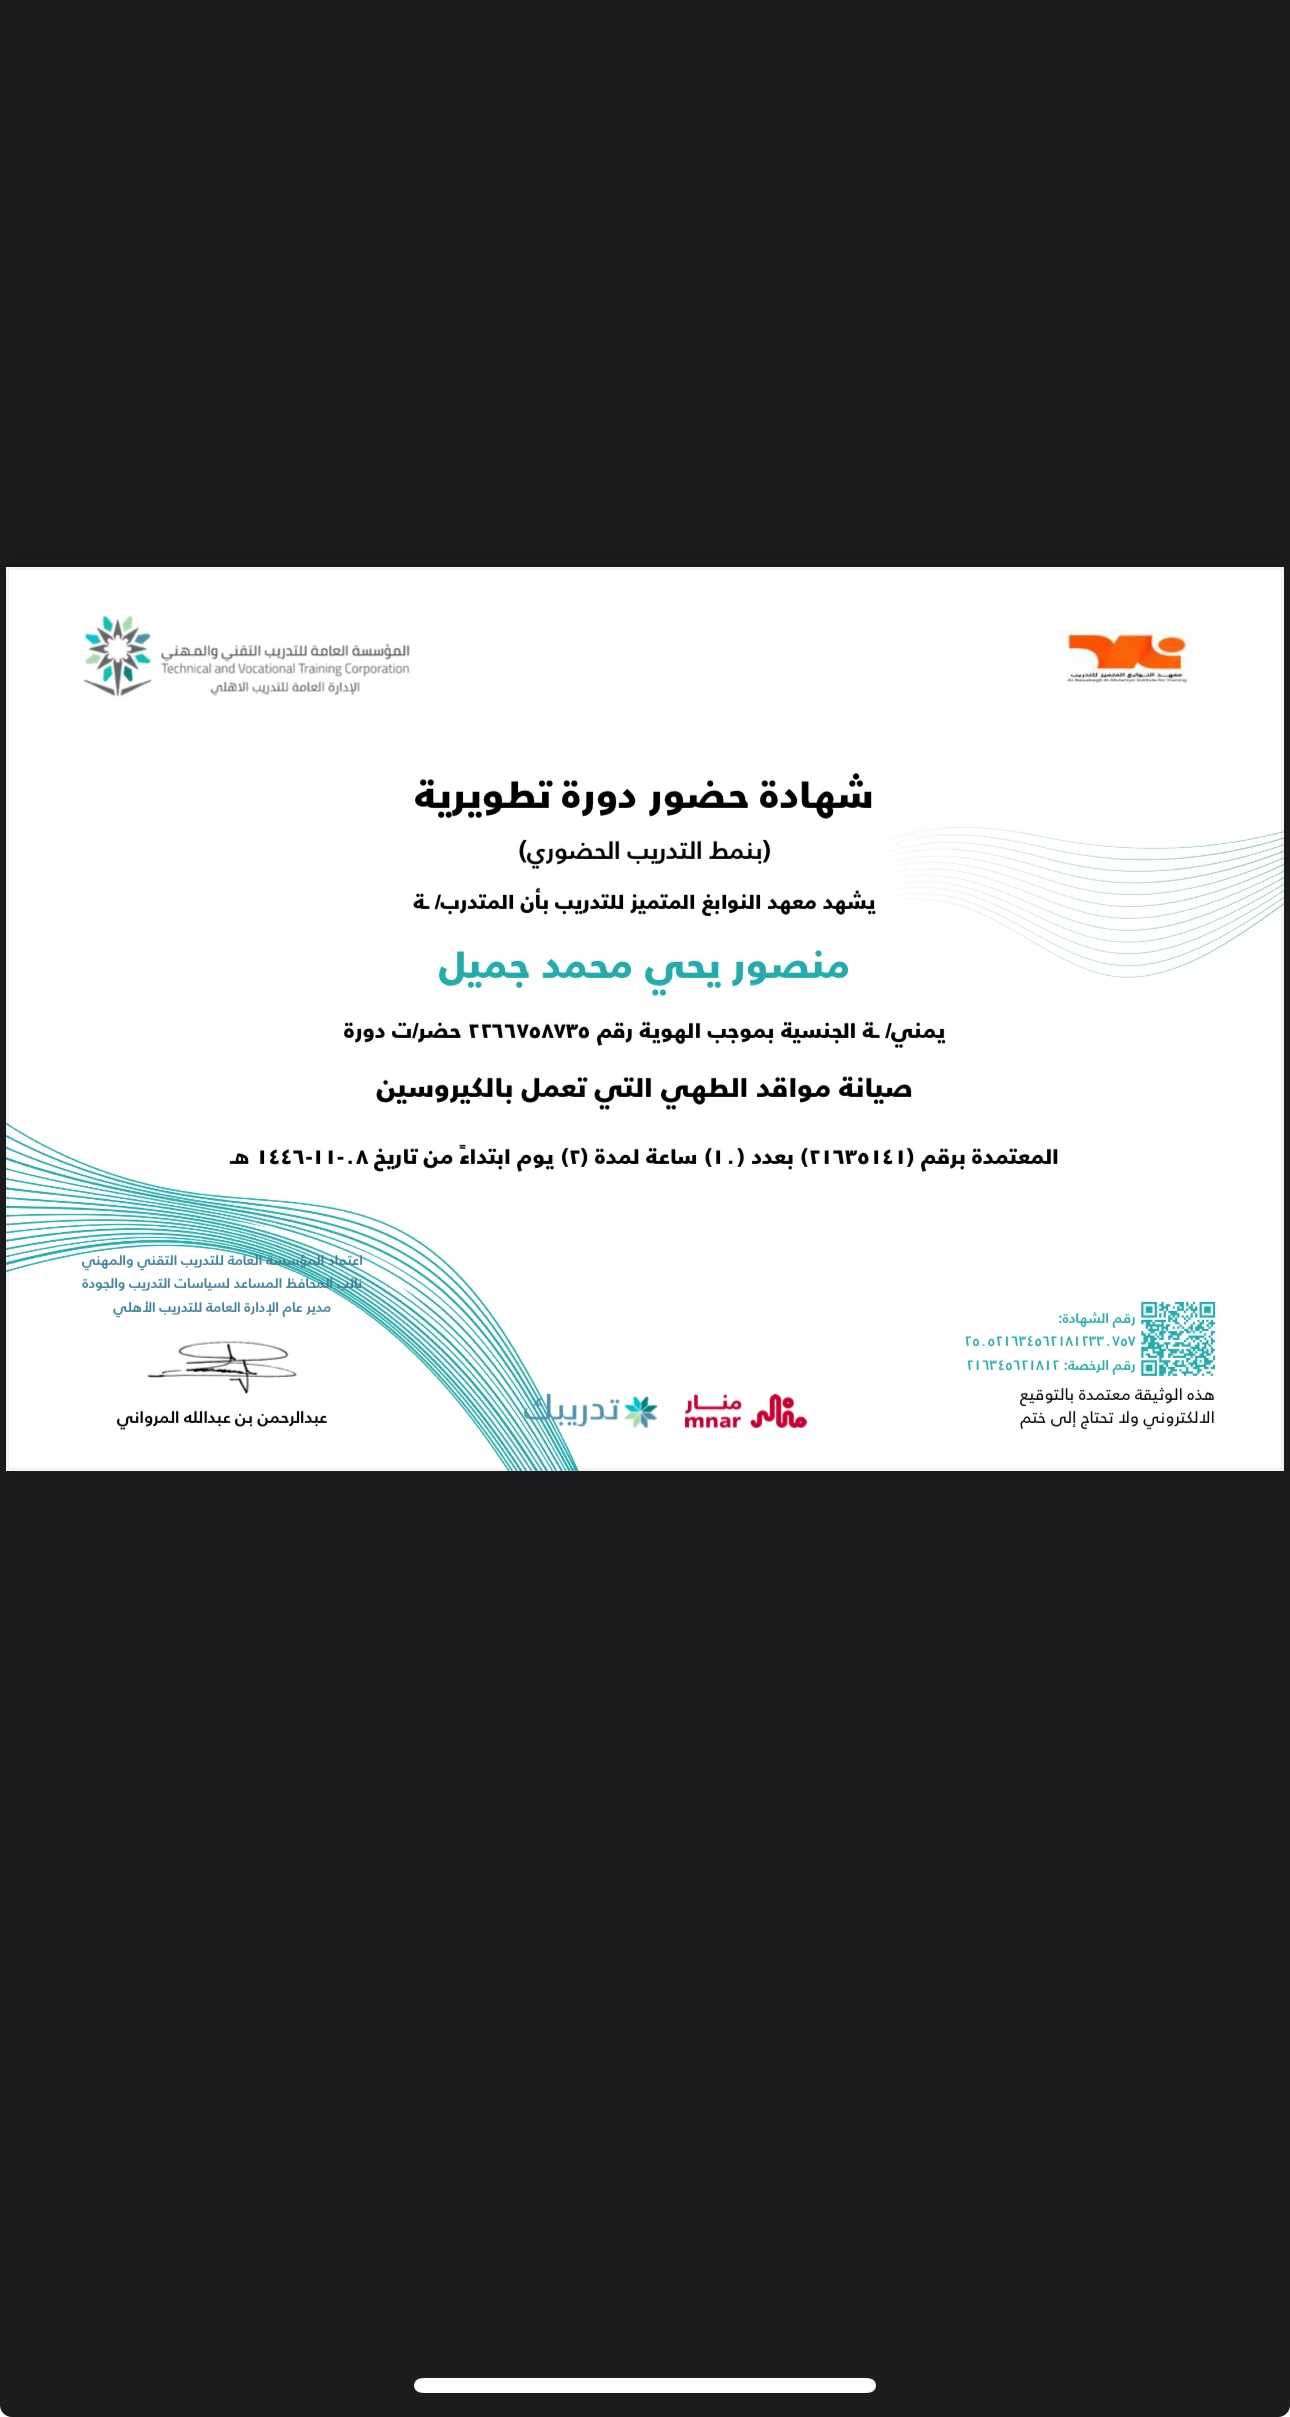 المؤسسة العامة للتدريب التقني والمهني
Technical and Vocational Training Corporation
الإدارة العامة للتدريب الاهلي
معهد النوابغ المتميز للتدريب
شهادة حضور دورة تطويرية
(بنمط التدريب الحضوري)
يشهد معهد النوابغ المتميز للتدريب بأن المتدرب/ ـة
منصور يحي محمد جميل
يمني/ ـة الجنسية بموجب الهوية رقم ٢٢٦٦٧٥٨٧٣٥ حضر/ت دورة
صيانة مواقد الطهي التي تعمل بالكيروسين
المعتمدة برقم (٢١٦٣٥١٤١) بعدد (١٠) ساعة لمدة (٢) يوم ابتداءً من تاريخ ٠٨-١١-١٤٤٦ هـ
اعتماد المؤسسة العامة للتدريب التقني والمهني
نائب المحافظ المساعد لسياسات التدريب والجودة
مدير عام الإدارة العامة للتدريب الأهلي
عبدالرحمن بن عبدالله المرواني
رقم الشهادة:
٢٥٠٥٢١٦٣٤٥٦٢١٨١٢٣٣٠٧٥٧
رقم الرخصة: ٢١٦٣٤٥٦٢١٨١٢
هذه الوثيقة معتمدة بالتوقيع
الالكتروني ولا تحتاج إلى ختم
منـار
mnar
تدريبك